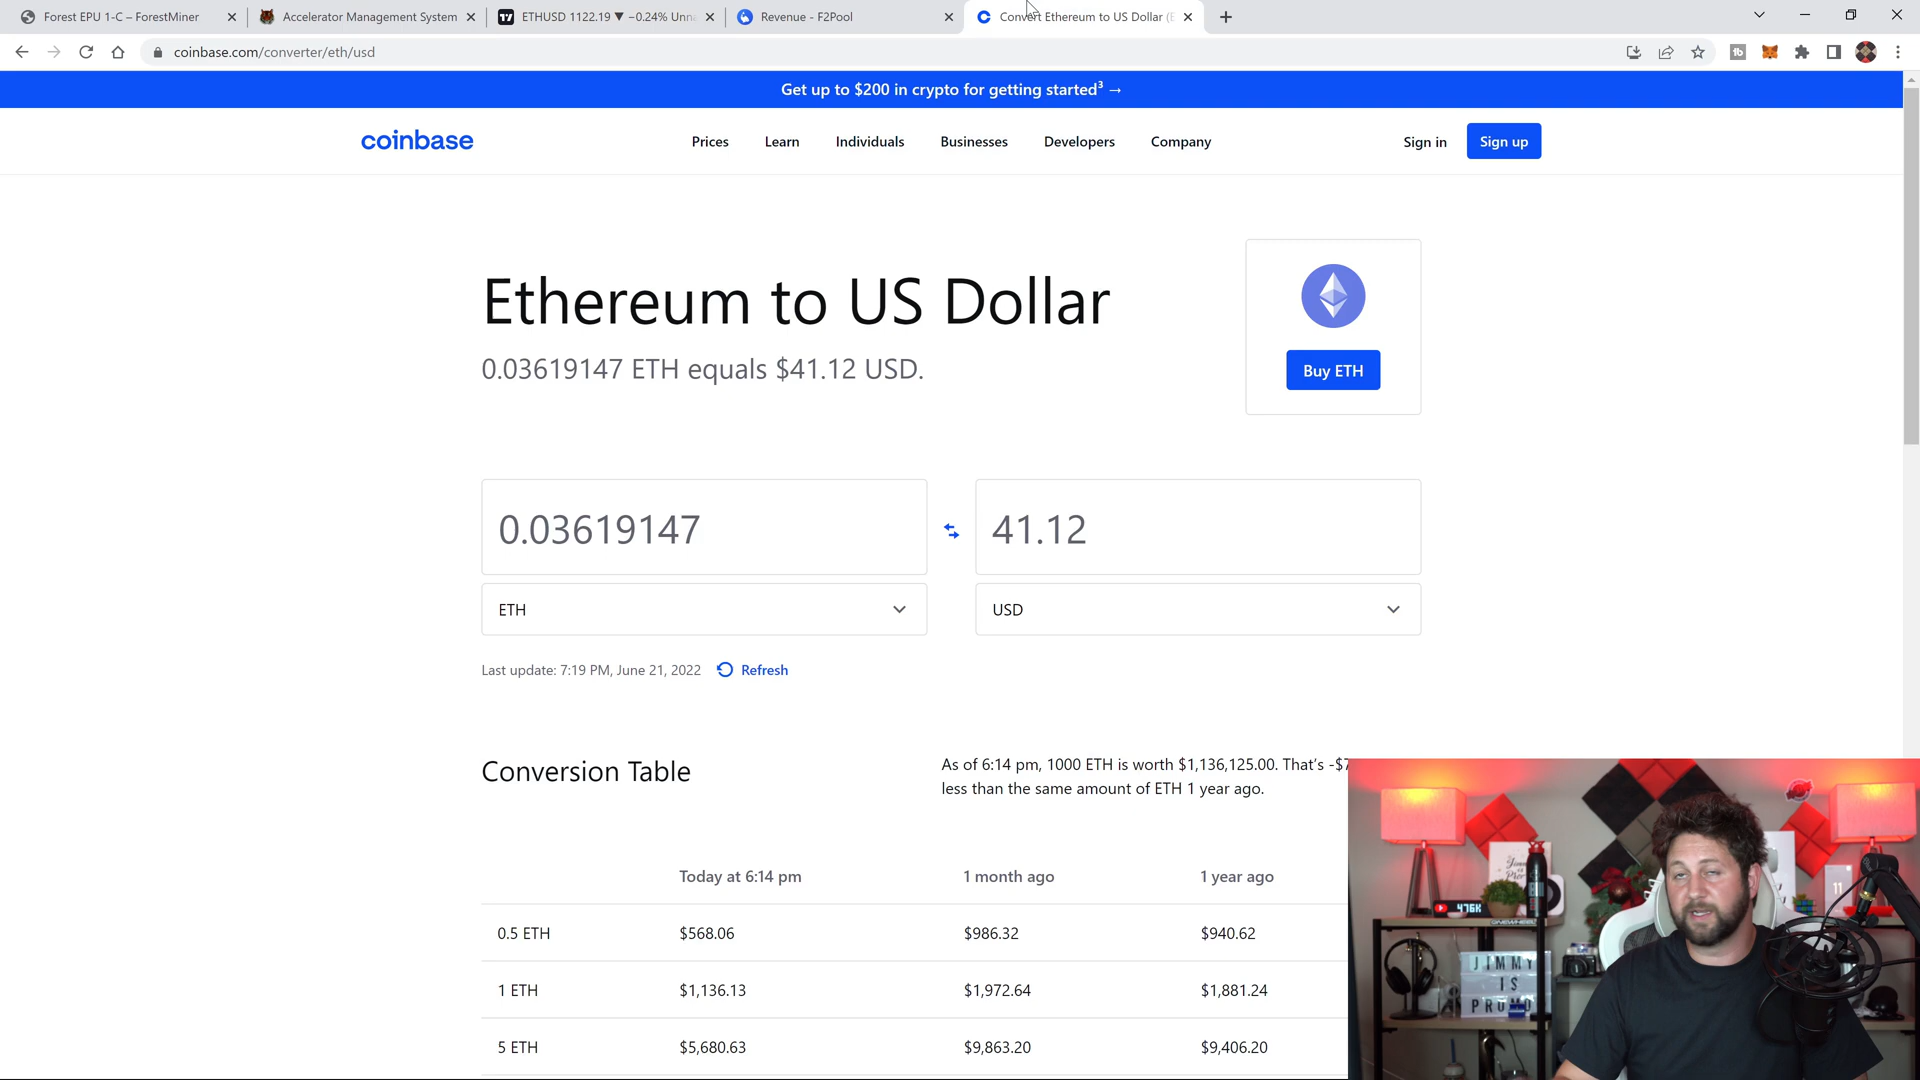 Forest EPU 1-C – ForestMiner
Accelerator Management System
ETHUSD 1122.19 ▼ −0.24% Unna
Revenue - F2Pool
Convert Ethereum to US Dollar (E
coinbase.com/converter/eth/usd
Get up to $200 in crypto for getting started³ →
coinbase
Prices
Learn
Individuals
Businesses
Developers
Company
Sign in
Sign up
Ethereum to US Dollar
0.03619147 ETH equals $41.12 USD.
Buy ETH
0.03619147
41.12
ETH
USD
Last update: 7:19 PM, June 21, 2022
Refresh
Conversion Table
As of 6:14 pm, 1000 ETH is worth $1,136,125.00. That's -$7
less than the same amount of ETH 1 year ago.
Today at 6:14 pm
1 month ago
1 year ago
0.5 ETH
$568.06
$986.32
$940.62
1 ETH
$1,136.13
$1,972.64
$1,881.24
5 ETH
$5,680.63
$9,863.20
$9,406.20
476K
ONEWHEEL
JIMMY
IS
PROMO
11